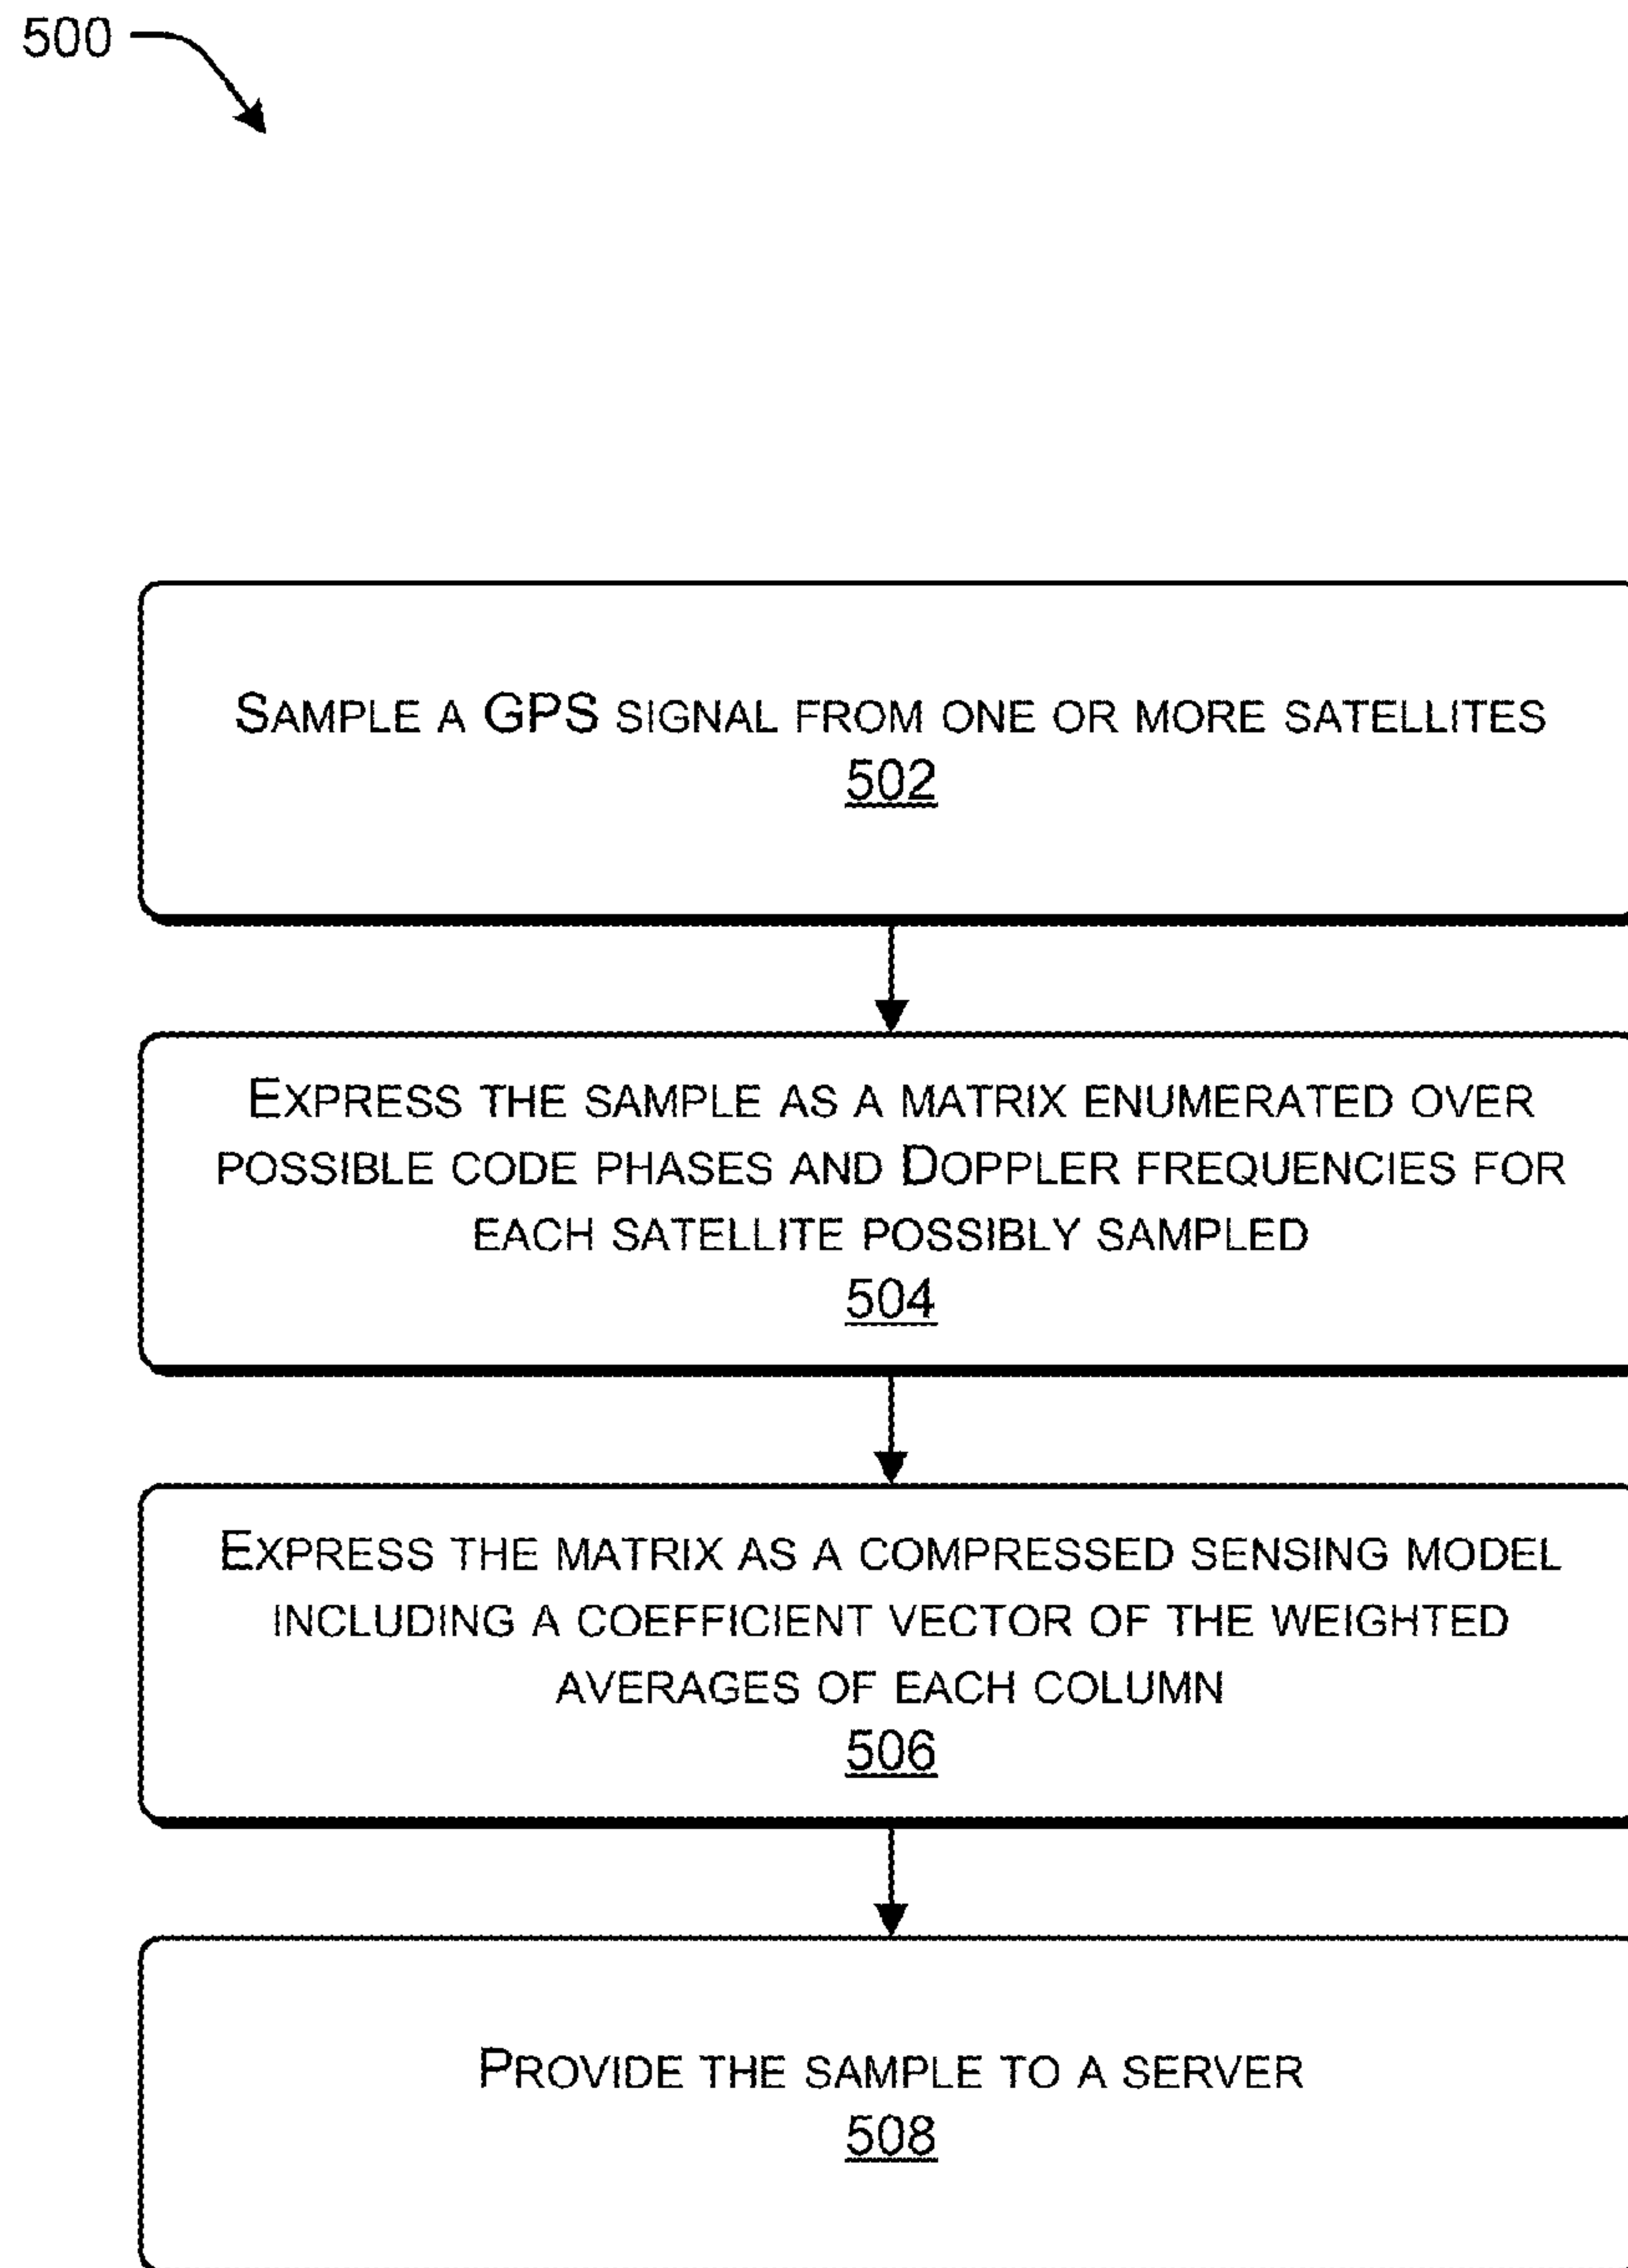 500
SAMPLE A GPS SIGNAL FROM ONE OR MORE SATELLITES
502
EXPRESS THE SAMPLE AS A MATRIX ENUMERATED OVER
POSSIBLE CODE PHASES AND DOPPLER FREQUENCIES FOR
EACH SATELLITE POSSIBLY SAMPLED
504
EXPRESS THE MATRIX AS A COMPRESSED SENSING MODEL
INCLUDING A COEFFICIENT VECTOR OF THE WEIGHTED
AVERAGES OF EACH COLUMN
506
PROVIDE THE SAMPLE TO A SERVER
508